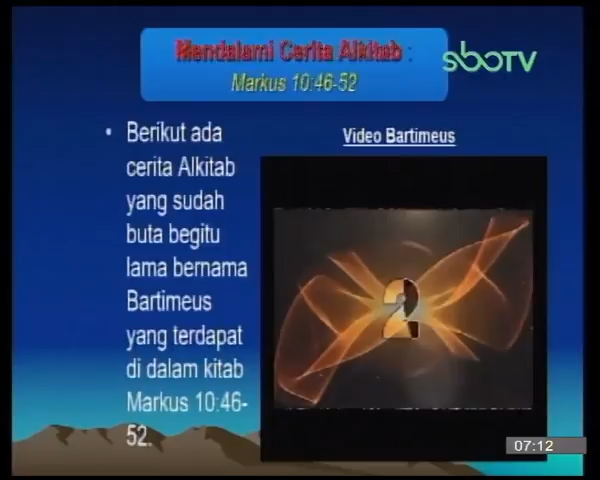 Mendalami Cerita Alkitab :
sboTV
Markus 10:46-52
Berikut ada
cerita Alkitab
yang sudah
buta begitu
lama bernama
Bartimeus
yang terdapat
di dalam kitab
Markus 10:46-
52.
Video Bartimeus
2
07:12